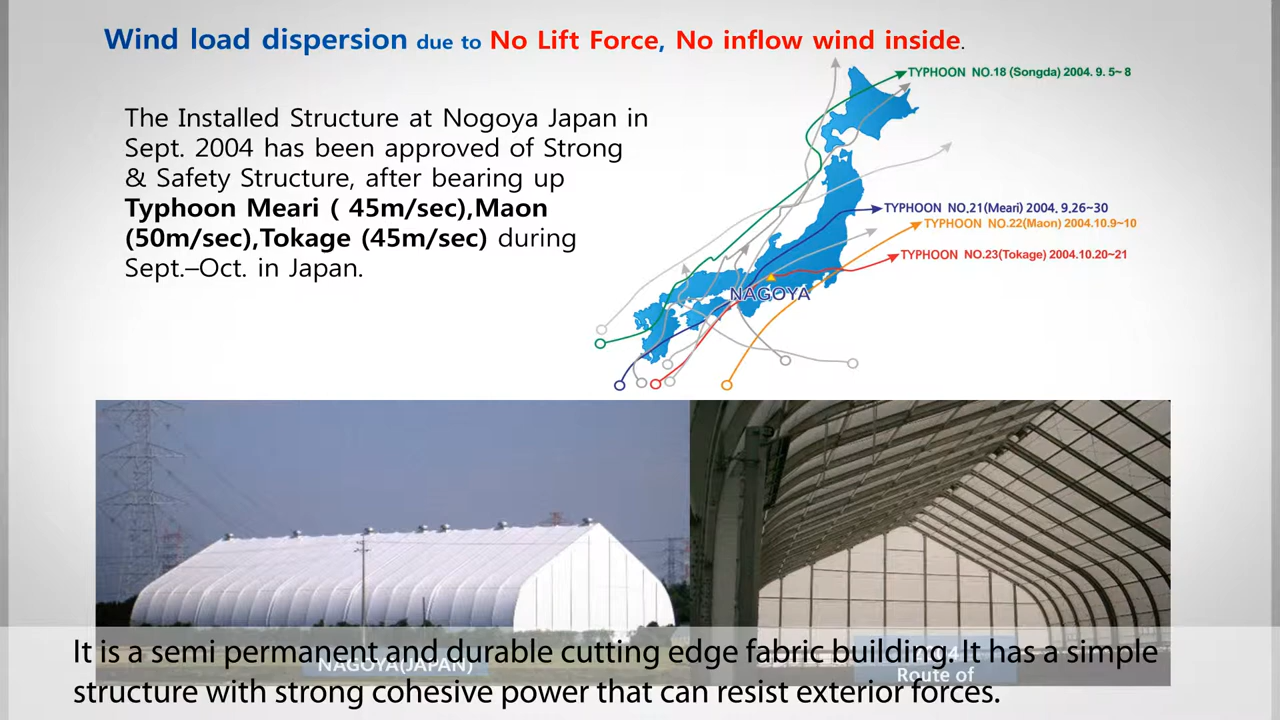 Wind load dispersion due to No Lift Force, No inflow wind inside.
TYPHOON NO.18 (Songda) 2004. 9. 5~ 8
The Installed Structure at Nogoya Japan in
Sept. 2004 has been approved of Strong
& Safety Structure, after bearing up
Typhoon Meari ( 45m/sec),Maon
(50m/sec),Tokage (45m/sec) during
Sept.–Oct. in Japan.
TYPHOON NO.21(Meari) 2004. 9.26~30
TYPHOON NO.22(Maon) 2004.10.9~10
TYPHOON NO.23(Tokage) 2004.10.20~21
NAGOYA
It is a semi permanent and durable cutting edge fabric building. It has a simple
structure with strong cohesive power that can resist exterior forces.
NAGOYA(JAPAN)
Route of